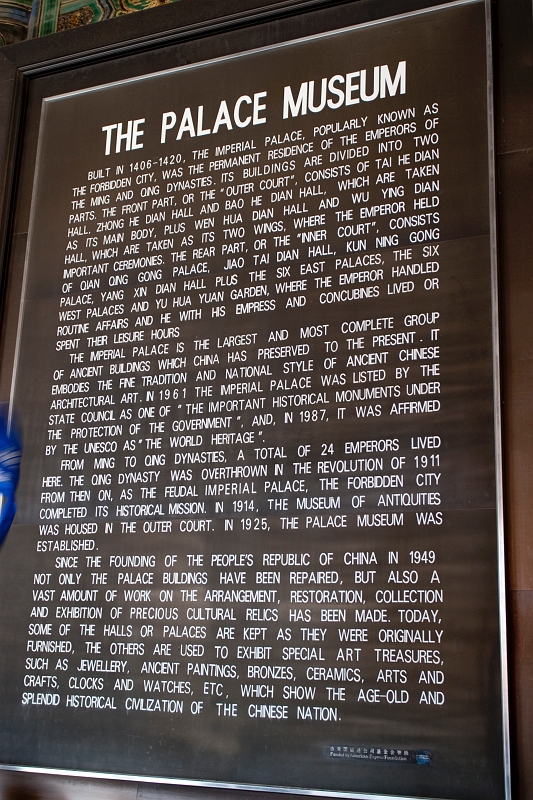 THE PALACE MUSEUM
BUILT IN 1406-1420, THE IMPERIAL PALACE, POPULARLY KNOWN AS
THE FORBIDDEN CITY, WAS THE PERMANENT RESIDENCE OF THE EMPERORS OF
THE MING AND QING DYNASTIES. ITS BUILDINGS ARE DIVIDED INTO TWO
PARTS. THE FRONT PART, OR THE "OUTER COURT", CONSISTS OF TAI HE DIAN
HALL, ZHONG HE DIAN HALL AND BAO HE DIAN HALL, WHICH ARE TAKEN
AS ITS MAIN BODY, PLUS WEN HUA DIAN HALL AND WU YING DIAN
HALL, WHICH ARE TAKEN AS ITS TWO WINGS, WHERE THE EMPEROR HELD
IMPORTANT CEREMONIES. THE REAR PART, OR THE "INNER COURT", CONSISTS
OF QIAN QING GONG PALACE, JIAO TAI DIAN HALL, KUN NING GONG
PALACE, YANG XIN DIAN HALL PLUS THE SIX EAST PALACES, THE SIX
WEST PALACES AND YU HUA YUAN GARDEN, WHERE THE EMPEROR HANDLED
ROUTINE AFFAIRS AND HE WITH HIS EMPRESS AND CONCUBINES LIVED OR
SPENT THEIR LEISURE HOURS
THE IMPERIAL PALACE IS THE LARGEST AND MOST COMPLETE GROUP
OF ANCIENT BUILDINGS WHICH CHINA HAS PRESERVED TO THE PRESENT. IT
EMBODIES THE FINE TRADITION AND NATIONAL STYLE OF ANCIENT CHINESE
ARCHITECTURAL ART. IN 1961 THE IMPERIAL PALACE WAS LISTED BY THE
STATE COUNCIL AS ONE OF "THE IMPORTANT HISTORICAL MONUMENTS UNDER
THE PROTECTION OF THE GOVERNMENT", AND, IN 1987, IT WAS AFFIRMED
BY THE UNESCO AS "THE WORLD HERITAGE".
FROM MING TO QING DYNASTIES, A TOTAL OF 24 EMPERORS LIVED
HERE. THE QING DYNASTY WAS OVERTHROWN IN THE REVOLUTION OF 1911
FROM THEN ON, AS THE FEUDAL IMPERIAL PALACE, THE FORBIDDEN CITY
COMPLETED ITS HISTORICAL MISSION. IN 1914, THE MUSEUM OF ANTIQUITIES
WAS HOUSED IN THE OUTER COURT. IN 1925, THE PALACE MUSEUM WAS
ESTABLISHED.
SINCE THE FOUNDING OF THE PEOPLE'S REPUBLIC OF CHINA IN 1949
NOT ONLY THE PALACE BUILDINGS HAVE BEEN REPAIRED, BUT ALSO A
VAST AMOUNT OF WORK ON THE ARRANGEMENT, RESTORATION, COLLECTION
AND EXHIBITION OF PRECIOUS CULTURAL RELICS HAS BEEN MADE. TODAY,
SOME OF THE HALLS OR PALACES ARE KEPT AS THEY WERE ORIGINALLY
FURNISHED, THE OTHERS ARE USED TO EXHIBIT SPECIAL ART TREASURES,
SUCH AS JEWELLERY, ANCIENT PAINTINGS, BRONZES, CERAMICS, ARTS AND
CRAFTS, CLOCKS AND WATCHES, ETC, WHICH SHOW THE AGE-OLD AND
SPLENDID HISTORICAL CIVILIZATION OF THE CHINESE NATION.
Funded by American Express Foundation